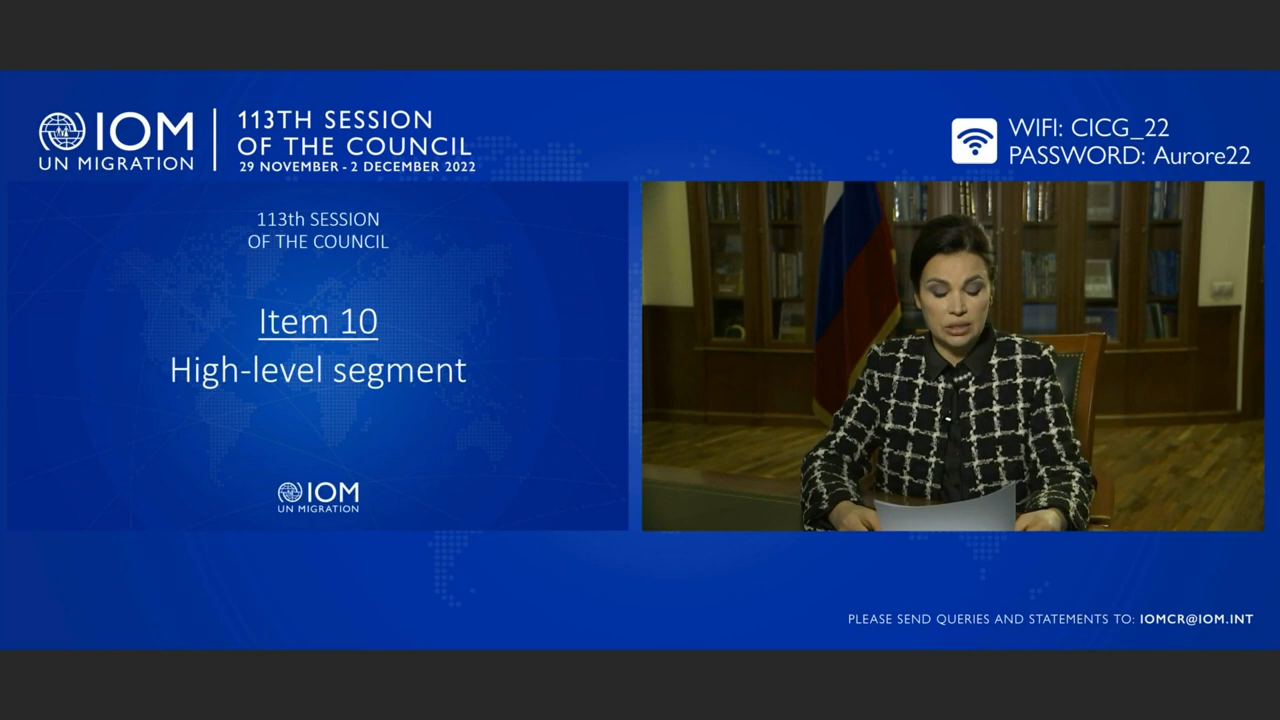 IOM
UN MIGRATION
113TH SESSION
OF THE COUNCIL
29 NOVEMBER - 2 DECEMBER 2022
WIFI: CICG_22
PASSWORD: Aurore22
113th SESSION
OF THE COUNCIL
Item 10
High-level segment
IOM
UN MIGRATION
PLEASE SEND QUERIES AND STATEMENTS TO: IOMCR@IOM.INT